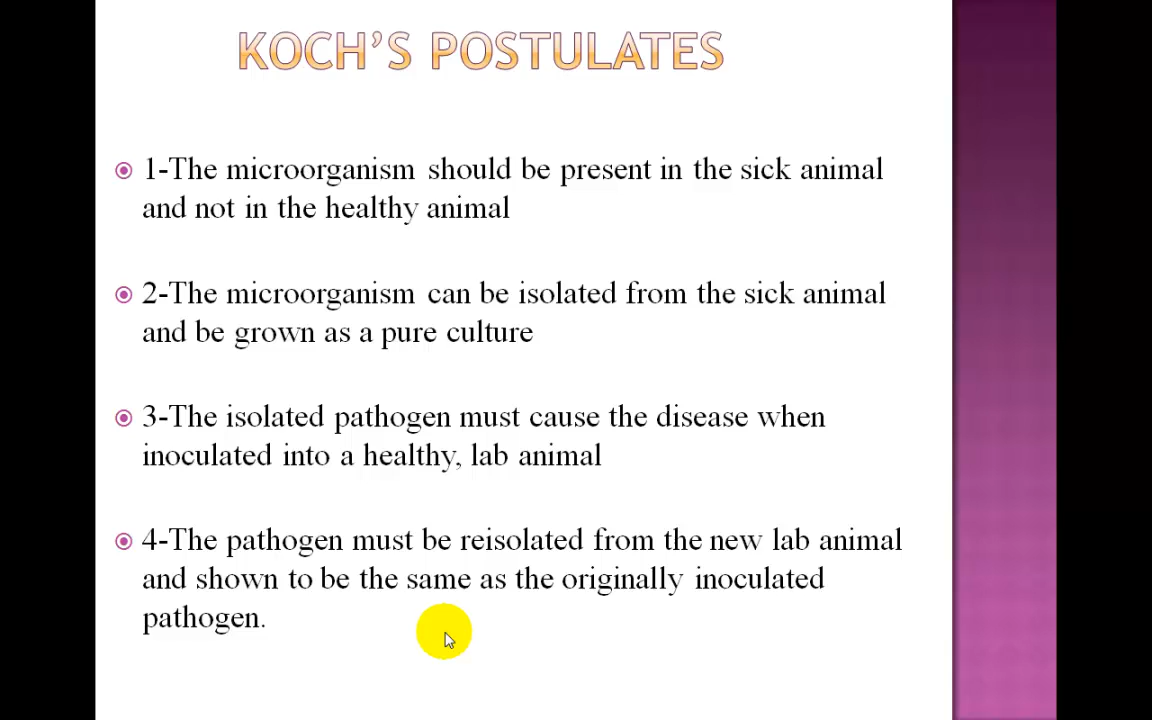 KOCH'S POSTULATES
1-The microorganism should be present in the sick animal
and not in the healthy animal
2-The microorganism can be isolated from the sick animal
and be grown as a pure culture
3-The isolated pathogen must cause the disease when
inoculated into a healthy, lab animal
4-The pathogen must be reisolated from the new lab animal
and shown to be the same as the originally inoculated
pathogen.